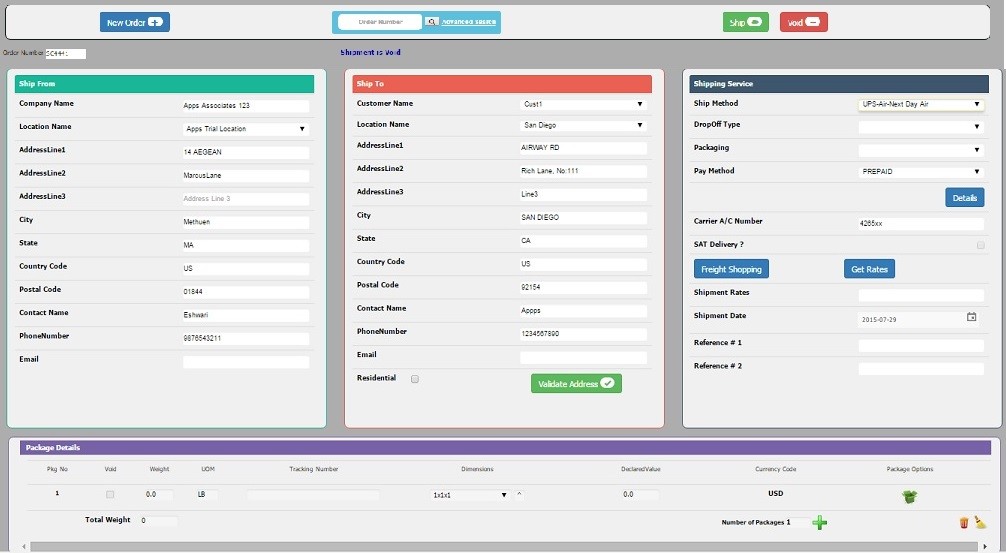 New Order
Order Number
Advanced Search
Ship
Void
Order Number SC4441
Shipment is Void
Ship From
Company Name Apps Associates 123
Location Name Apps Trial Location
AddressLine1 14 AEGEAN
AddressLine2 MarcusLane
AddressLine3 Address Line 3
City Methuen
State MA
Country Code US
Postal Code 01844
Contact Name Eshwari
PhoneNumber 9876543211
Email
Ship To
Customer Name Cust1
Location Name San Diego
AddressLine1 AIRWAY RD
AddressLine2 Rich Lane, No:111
AddressLine3 Line3
City SAN DIEGO
State CA
Country Code US
Postal Code 92154
Contact Name Appps
PhoneNumber 1234567890
Email
Residential
Validate Address
Shipping Service
Ship Method UPS-Air-Next Day Air
DropOff Type
Packaging
Pay Method PREPAID
Details
Carrier A/C Number 4265xx
SAT Delivery ?
Freight Shopping Get Rates
Shipment Rates
Shipment Date 2015-07-29
Reference # 1
Reference # 2
Package Details
Pkg No Void Weight UOM Tracking Number Dimensions DeclaredValue Currency Code Package Options
1 0.0 LB 1x1x1 ^ 0.0 USD
Total Weight 0 Number of Packages 1